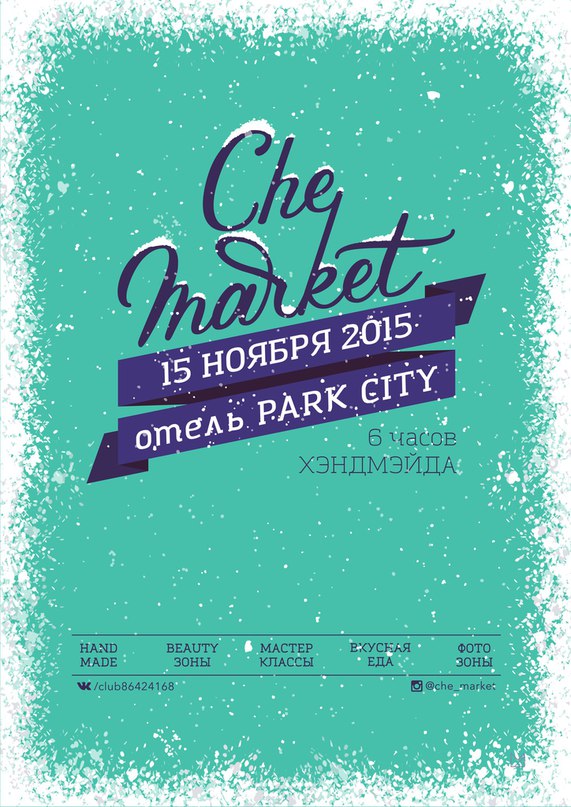 Che
market
15 НОЯБРЯ 2015
отель PARK CITY
6 часов
ХЭНДМЭЙДА
HAND MADE
BEAUTY ЗОНЫ
МАСТЕР КЛАССЫ
ВКУСНАЯ ЕДА
ФОТО ЗОНЫ
/club86424168
@che_market